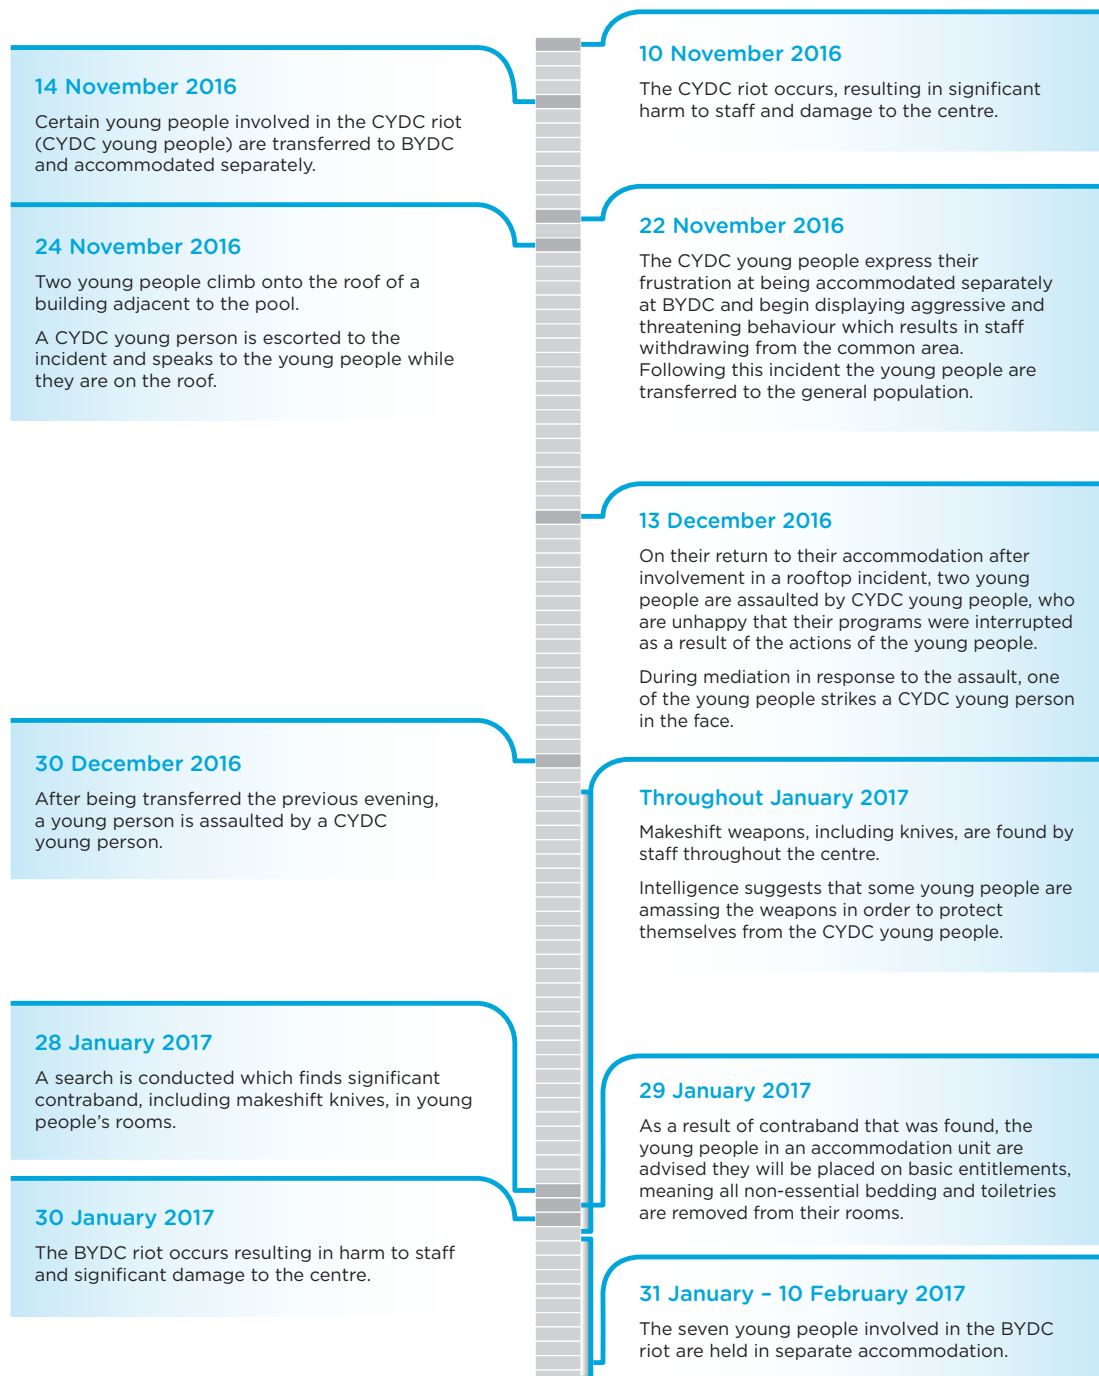 10 November 2016
The CYDC riot occurs, resulting in significant
harm to staff and damage to the centre.
14 November 2016
Certain young people involved in the CYDC riot
(CYDC young people) are transferred to BYDC
and accommodated separately.
22 November 2016
The CYDC young people express their
frustration at being accommodated separately
at BYDC and begin displaying aggressive and
threatening behaviour which results in staff
withdrawing from the common area.
Following this incident the young people are
transferred to the general population.
24 November 2016
Two young people climb onto the roof of a
building adjacent to the pool.
A CYDC young person is escorted to the
incident and speaks to the young people while
they are on the roof.
13 December 2016
On their return to their accommodation after
involvement in a rooftop incident, two young
people are assaulted by CYDC young people, who
are unhappy that their programs were interrupted
as a result of the actions of the young people.
During mediation in response to the assault, one
of the young people strikes a CYDC young person
in the face.
30 December 2016
After being transferred the previous evening,
a young person is assaulted by a CYDC
young person.
Throughout January 2017
Makeshift weapons, including knives, are found by
staff throughout the centre.
Intelligence suggests that some young people are
amassing the weapons in order to protect
themselves from the CYDC young people.
28 January 2017
A search is conducted which finds significant
contraband, including makeshift knives, in young
people's rooms.
29 January 2017
As a result of contraband that was found, the
young people in an accommodation unit are
advised they will be placed on basic entitlements,
meaning all non-essential bedding and toiletries
are removed from their rooms.
30 January 2017
The BYDC riot occurs resulting in harm to staff
and significant damage to the centre.
31 January – 10 February 2017
The seven young people involved in the BYDC
riot are held in separate accommodation.